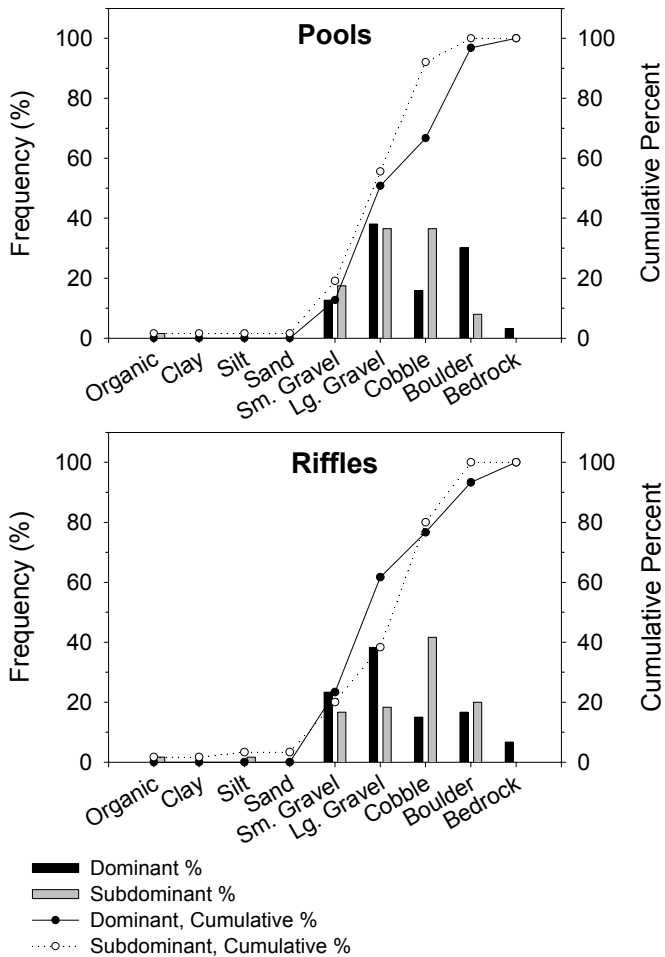 Pools
Frequency (%)
Cumulative Percent
100
80
60
40
20
0
100
80
60
40
20
0
Organic
Clay
Silt
Sand
Sm. Gravel
Lg. Gravel
Cobble
Boulder
Bedrock
Riffles
Frequency (%)
Cumulative Percent
100
80
60
40
20
0
100
80
60
40
20
0
Organic
Clay
Silt
Sand
Sm. Gravel
Lg. Gravel
Cobble
Boulder
Bedrock
Dominant %
Subdominant %
Dominant, Cumulative %
Subdominant, Cumulative %